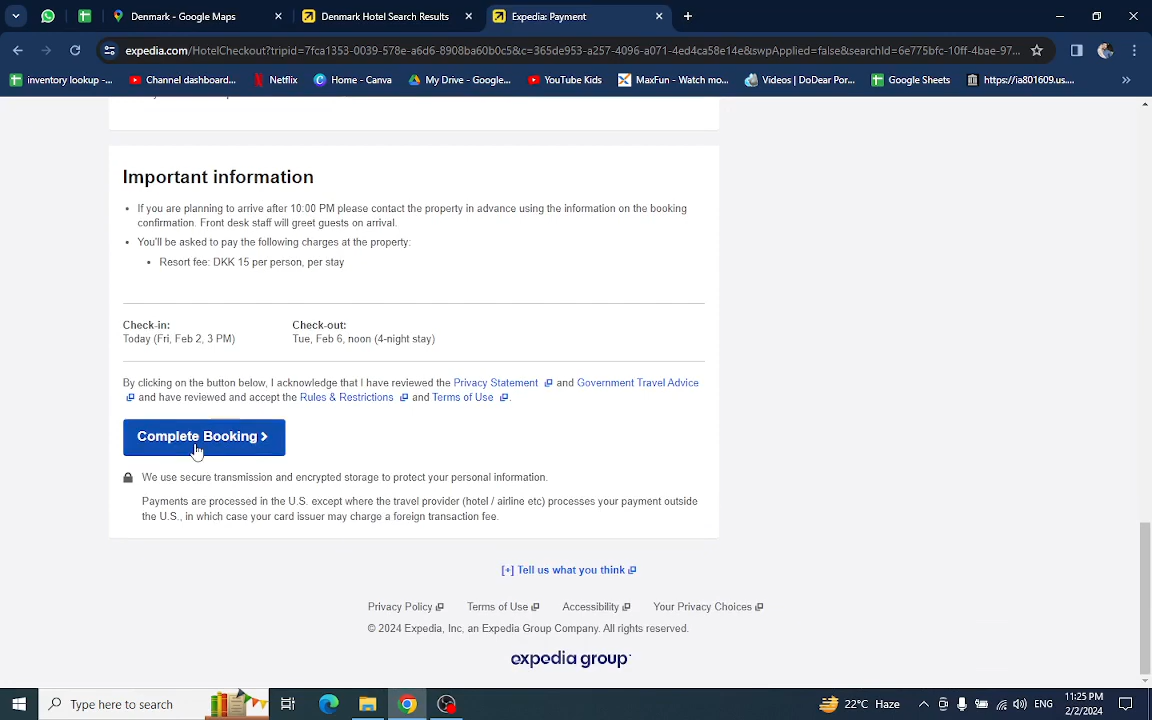 Denmark - Google Maps
Denmark Hotel Search Results
Expedia Payment
expedia.com/HotelCheckout?tripid=7fca1353-0039-578e-a6d6-8908ba60b0c5&c=365de953-a257-4096-a071-4ed4ca58e14e&swpApplied=false&searchId=6e775bfc-10ff-4bae-97...
inventory lookup -...
Channel dashboard...
Netflix
Home - Canva
My Drive - Google...
YouTube Kids
MaxFun - Watch mo...
Videos | DoDear Por...
Google Sheets
https://ia801609.us....
»
Important information
• If you are planning to arrive after 10:00 PM please contact the property in advance using the information on the booking
confirmation. Front desk staff will greet guests on arrival.
• You'll be asked to pay the following charges at the property:
• Resort fee: DKK 15 per person, per stay
Check-in:
Today (Fri, Feb 2, 3 PM)
Check-out:
Tue, Feb 6, noon (4-night stay)
By clicking on the button below, I acknowledge that I have reviewed the Privacy Statement and Government Travel Advice
and have reviewed and accept the Rules & Restrictions and Terms of Use .
Complete Booking
We use secure transmission and encrypted storage to protect your personal information.
Payments are processed in the U.S. except where the travel provider (hotel / airline etc) processes your payment outside
the U.S., in which case your card issuer may charge a foreign transaction fee.
[+] Tell us what you think
Privacy Policy
Terms of Use
Accessibility
Your Privacy Choices
© 2024 Expedia, Inc, an Expedia Group Company. All rights reserved.
expedia group
Type here to search
22°C Haze
ENG
11:25 PM
2/2/2024